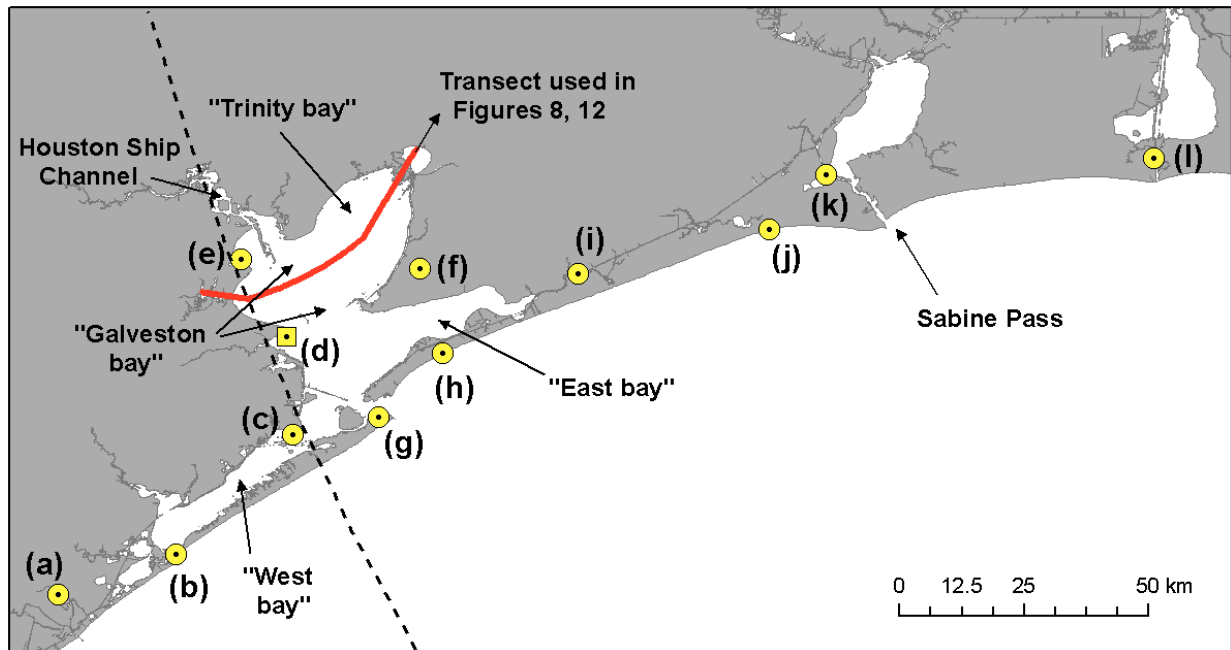 Transect used in
Figures 8, 12
"Trinity bay"
Houston Ship
Channel
(l)
(k)
(e)
(f)
(i)
(j)
"Galveston
bay"
Sabine Pass
(d)
(h)
"East bay"
(c)
(g)
(a)
(b)
"West
bay"
0 12.5 25 50 km